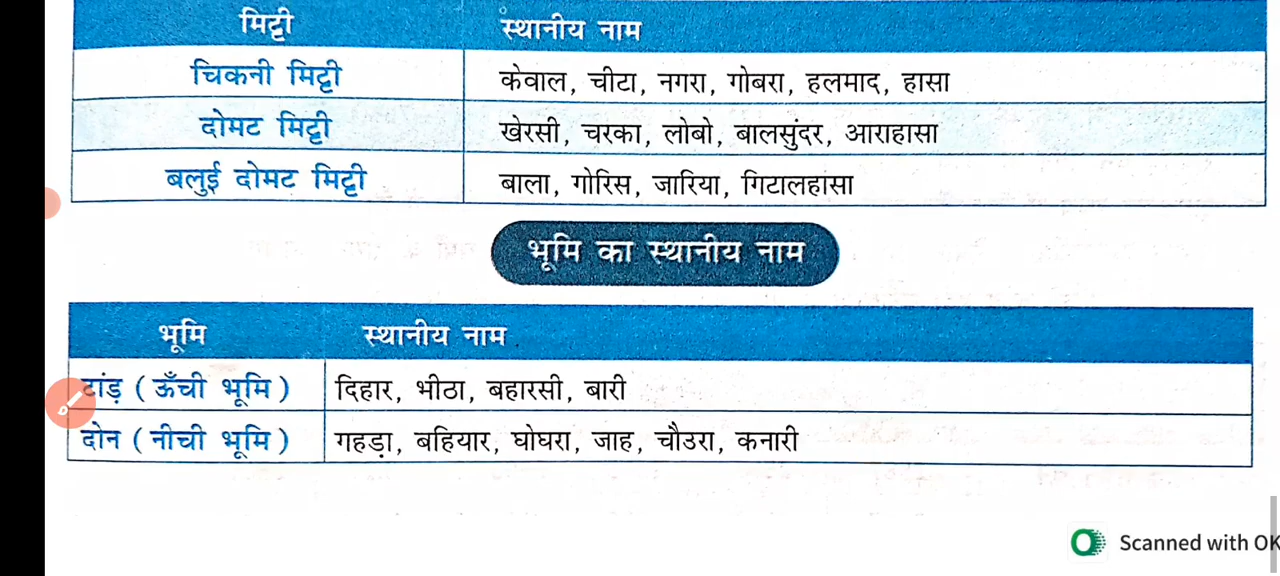 मिट्टी स्थानीय नाम
चिकनी मिट्टी केवाल, चीटा, नगरा, गोबरा, हलमाद, हासा
दोमट मिट्टी खेरसी, चरका, लोबो, बालसुंदर, आराहासा
बलुई दोमट मिट्टी बाला, गोरिस, जारिया, गिटालहासा
भूमि का स्थानीय नाम
भूमि स्थानीय नाम
टांड़ (ऊँची भूमि) दिहार, भीठा, बहारसी, बारी
दोन (नीची भूमि) गहड़ा, बहियार, घोघरा, जाह, चौउरा, कनारी
Scanned with OK